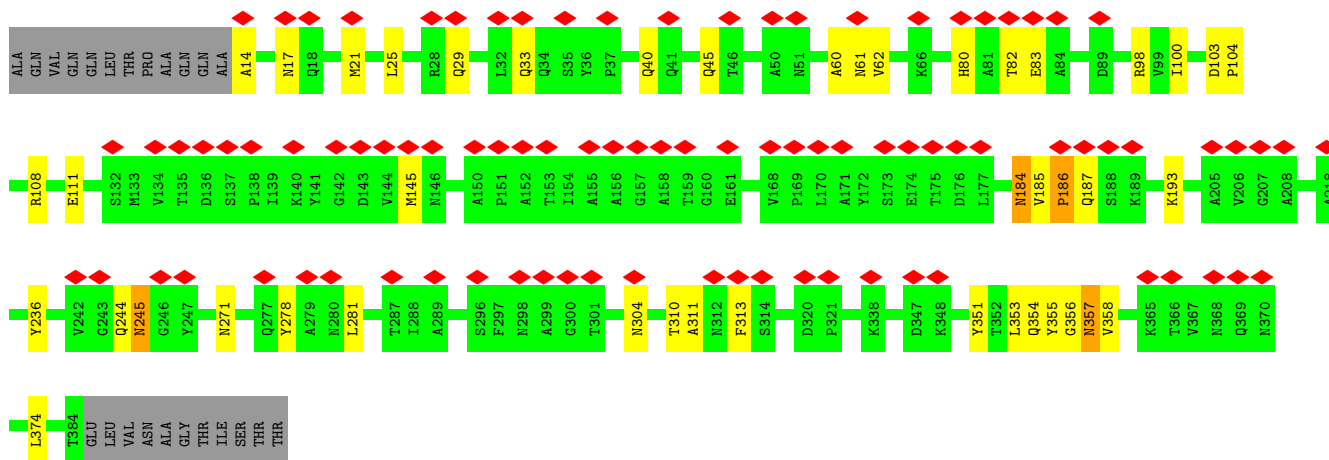 ALA GLN VAL GLN GLN LEU THR PRO ALA GLN GLN ALA A14 N17 Q18 M21 L25 R28 Q29 L32 Q33 Q34 S35 Y36 P37 Q40 Q41 Q45 T46 A50 N51 A60 N61 V62 K66 H80 A81 T82 E83 A84 D89 R98 V99 I100 D103 P104
R108 E111 S132 M133 V134 T135 D136 S137 P138 I139 K140 Y141 G142 D143 V144 M145 N146 A150 P151 A152 T153 I154 A155 A156 G157 A158 T159 G160 E161 V168 P169 L170 A171 Y172 S173 E174 T175 D176 L177 N184 V185 P186 Q187 S188 K189 K193 A205 V206 G207 A208
Y236 V242 G243 Q244 N245 G246 Y247 N271 Q277 Y278 A279 N280 L281 T287 I288 A289 S296 F297 N298 A299 G300 T301 N304 T310 A311 N312 F313 S314 D320 P321 K338 D347 K348 Y351 T352 L353 Q354 Y355 G356 N357 V358 K365 T366 V367 N368 Q369 N370
L374 T384 GLU LEU VAL ASN ALA GLY THR ILE SER THR THR